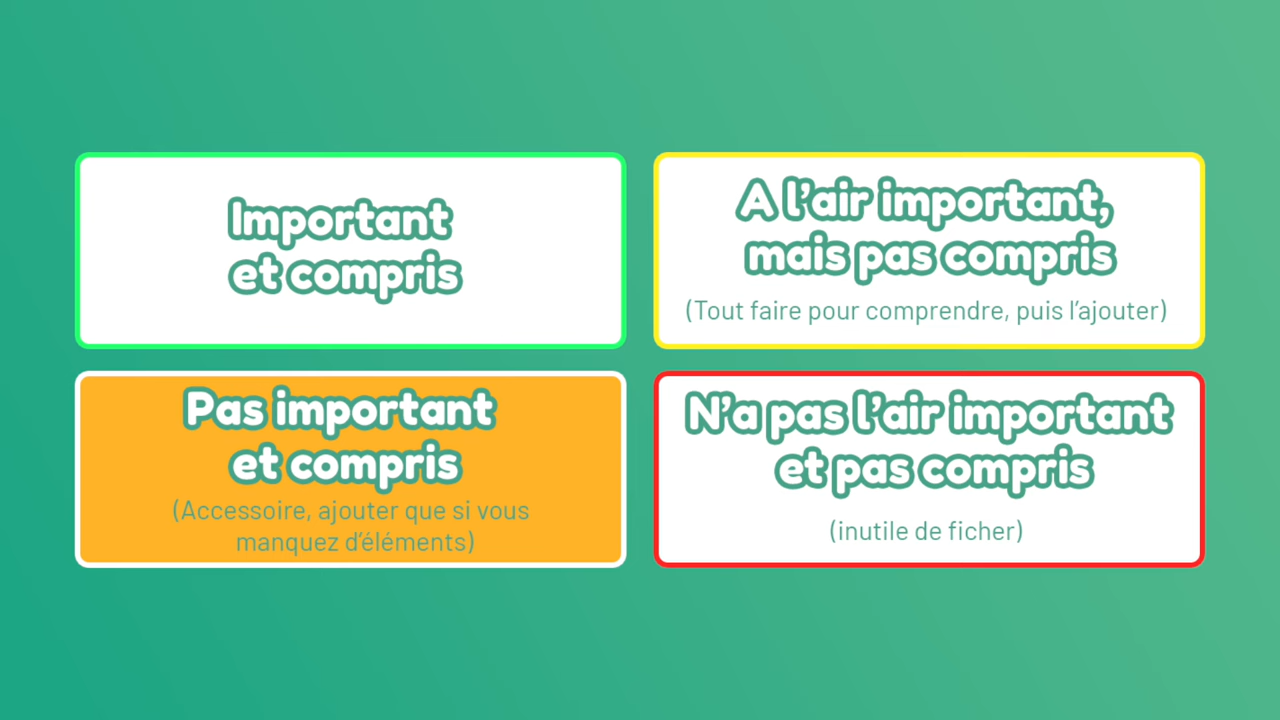 Important
et compris
A l'air important,
mais pas compris
(Tout faire pour comprendre, puis l'ajouter)
Pas important
et compris
(Accessoire, ajouter que si vous
manquez d'éléments)
N'a pas l'air important
et pas compris
(inutile de ficher)